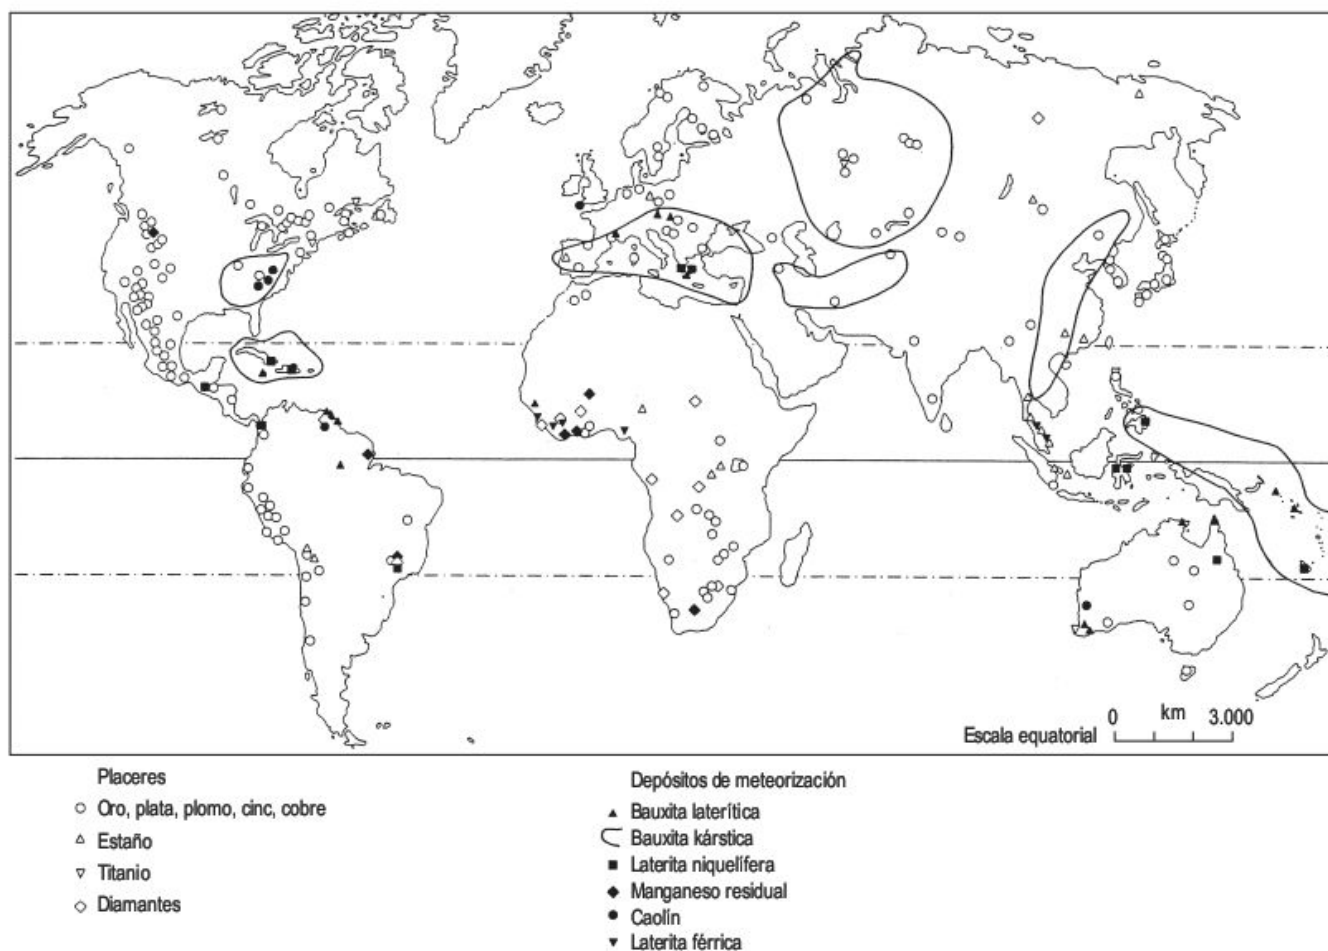 0 km 3.000
Escala equatorial
Placeres
Oro, plata, plomo, cinc, cobre
Estaño
Titanio
Diamantes
Depósitos de meteorización
Bauxita laterítica
Bauxita kárstica
Laterita niquelífera
Manganeso residual
Caolín
Laterita férrica